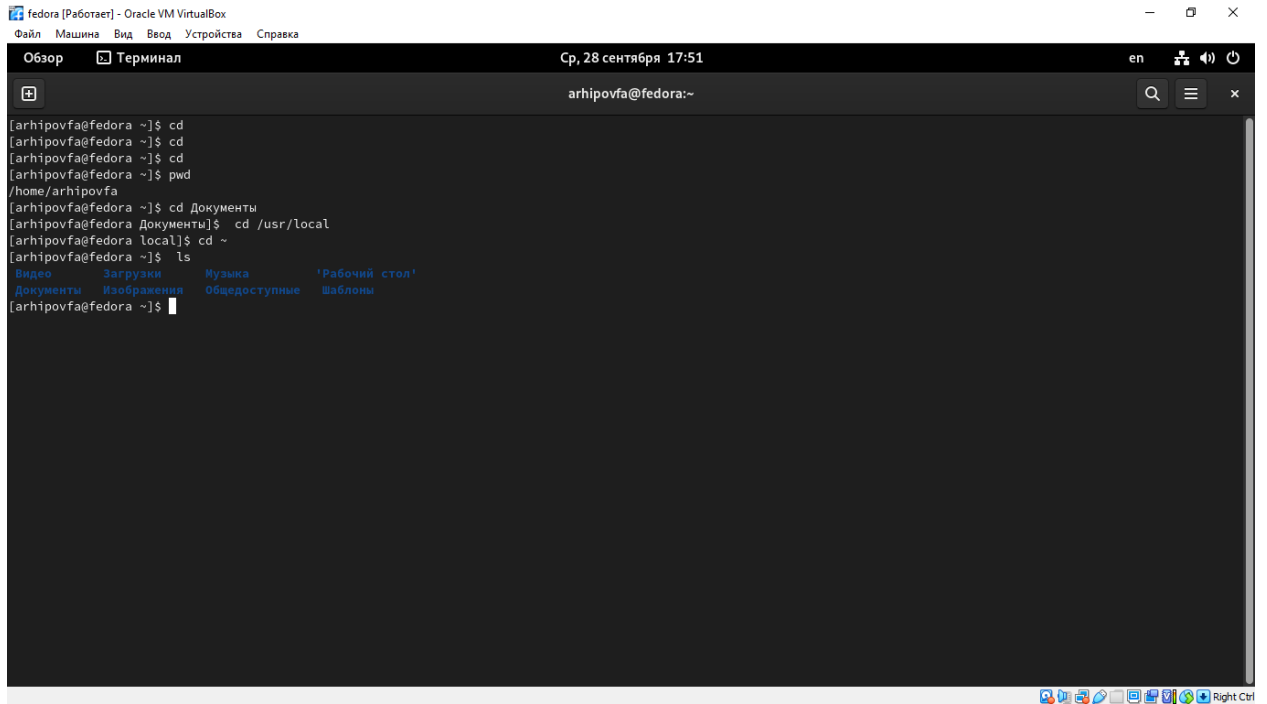 fedora [Работает] - Oracle VM VirtualBox
Файл Машина Вид Ввод Устройства Справка
Обзор Терминал Ср, 28 сентября 17:51 en
arhipovfa@fedora:~
[arhipovfa@fedora ~]$ cd
[arhipovfa@fedora ~]$ cd
[arhipovfa@fedora ~]$ cd
[arhipovfa@fedora ~]$ pwd
/home/arhipovfa
[arhipovfa@fedora ~]$ cd Документы
[arhipovfa@fedora Документы]$  cd /usr/local
[arhipovfa@fedora local]$ cd ~
[arhipovfa@fedora ~]$  ls
Видео Загрузки Музыка 'Рабочий стол'
Документы Изображения Общедоступные Шаблоны
[arhipovfa@fedora ~]$
Right Ctrl